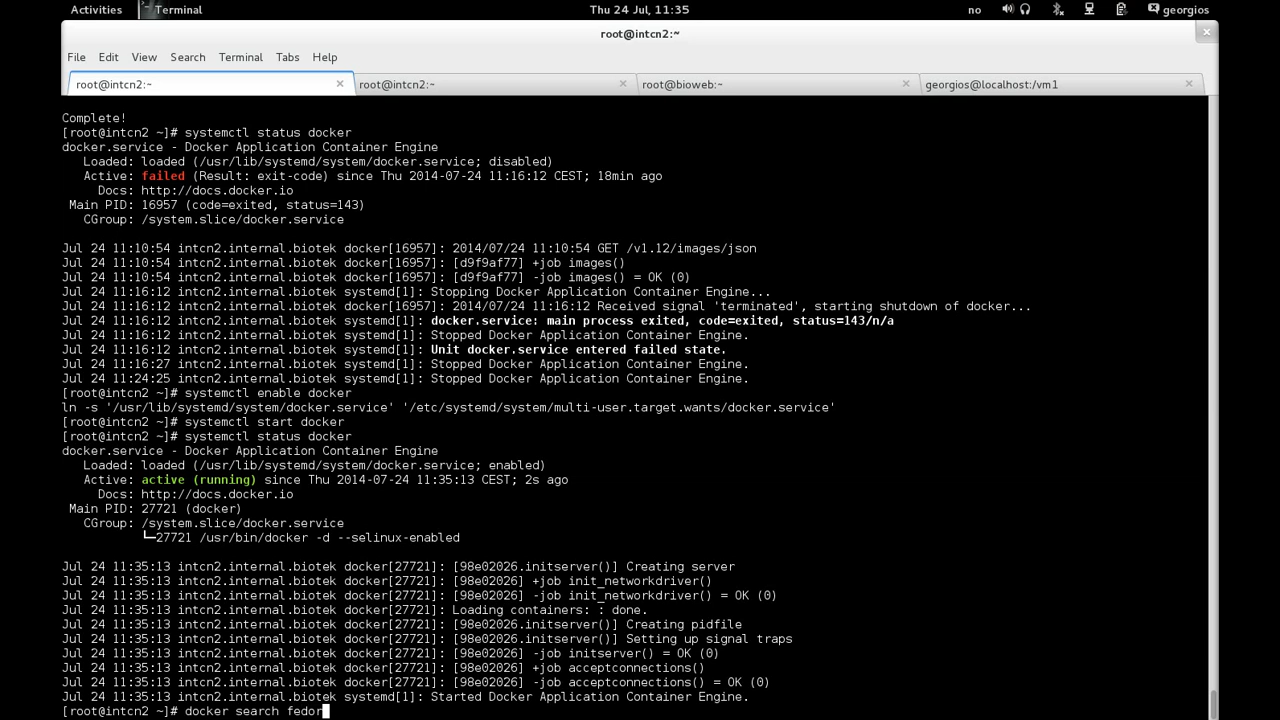 Activities Terminal Thu 24 Jul, 11:35 no georgios
root@intcn2:~
File Edit View Search Terminal Tabs Help
root@intcn2:~ root@intcn2:~ root@bioweb:~ georgios@localhost:/vm1
Complete!
[root@intcn2 ~]# systemctl status docker
docker.service - Docker Application Container Engine
   Loaded: loaded (/usr/lib/systemd/system/docker.service; disabled)
   Active: failed (Result: exit-code) since Thu 2014-07-24 11:16:12 CEST; 18min ago
     Docs: http://docs.docker.io
 Main PID: 16957 (code=exited, status=143)
   CGroup: /system.slice/docker.service
Jul 24 11:10:54 intcn2.internal.biotek docker[16957]: 2014/07/24 11:10:54 GET /v1.12/images/json
Jul 24 11:10:54 intcn2.internal.biotek docker[16957]: [d9f9af77] +job images()
Jul 24 11:10:54 intcn2.internal.biotek docker[16957]: [d9f9af77] -job images() = OK (0)
Jul 24 11:16:12 intcn2.internal.biotek systemd[1]: Stopping Docker Application Container Engine...
Jul 24 11:16:12 intcn2.internal.biotek docker[16957]: 2014/07/24 11:16:12 Received signal 'terminated', starting shutdown of docker...
Jul 24 11:16:12 intcn2.internal.biotek systemd[1]: docker.service: main process exited, code=exited, status=143/n/a
Jul 24 11:16:12 intcn2.internal.biotek systemd[1]: Stopped Docker Application Container Engine.
Jul 24 11:16:12 intcn2.internal.biotek systemd[1]: Unit docker.service entered failed state.
Jul 24 11:16:27 intcn2.internal.biotek systemd[1]: Stopped Docker Application Container Engine.
Jul 24 11:24:25 intcn2.internal.biotek systemd[1]: Stopped Docker Application Container Engine.
[root@intcn2 ~]# systemctl enable docker
ln -s '/usr/lib/systemd/system/docker.service' '/etc/systemd/system/multi-user.target.wants/docker.service'
[root@intcn2 ~]# systemctl start docker
[root@intcn2 ~]# systemctl status docker
docker.service - Docker Application Container Engine
   Loaded: loaded (/usr/lib/systemd/system/docker.service; enabled)
   Active: active (running) since Thu 2014-07-24 11:35:13 CEST; 2s ago
     Docs: http://docs.docker.io
 Main PID: 27721 (docker)
   CGroup: /system.slice/docker.service
           └─27721 /usr/bin/docker -d --selinux-enabled
Jul 24 11:35:13 intcn2.internal.biotek docker[27721]: [98e02026.initserver()] Creating server
Jul 24 11:35:13 intcn2.internal.biotek docker[27721]: [98e02026] +job init_networkdriver()
Jul 24 11:35:13 intcn2.internal.biotek docker[27721]: [98e02026] -job init_networkdriver() = OK (0)
Jul 24 11:35:13 intcn2.internal.biotek docker[27721]: Loading containers: : done.
Jul 24 11:35:13 intcn2.internal.biotek docker[27721]: [98e02026.initserver()] Creating pidfile
Jul 24 11:35:13 intcn2.internal.biotek docker[27721]: [98e02026.initserver()] Setting up signal traps
Jul 24 11:35:13 intcn2.internal.biotek docker[27721]: [98e02026] -job initserver() = OK (0)
Jul 24 11:35:13 intcn2.internal.biotek docker[27721]: [98e02026] +job acceptconnections()
Jul 24 11:35:13 intcn2.internal.biotek docker[27721]: [98e02026] -job acceptconnections() = OK (0)
Jul 24 11:35:13 intcn2.internal.biotek systemd[1]: Started Docker Application Container Engine.
[root@intcn2 ~]# docker search fedor